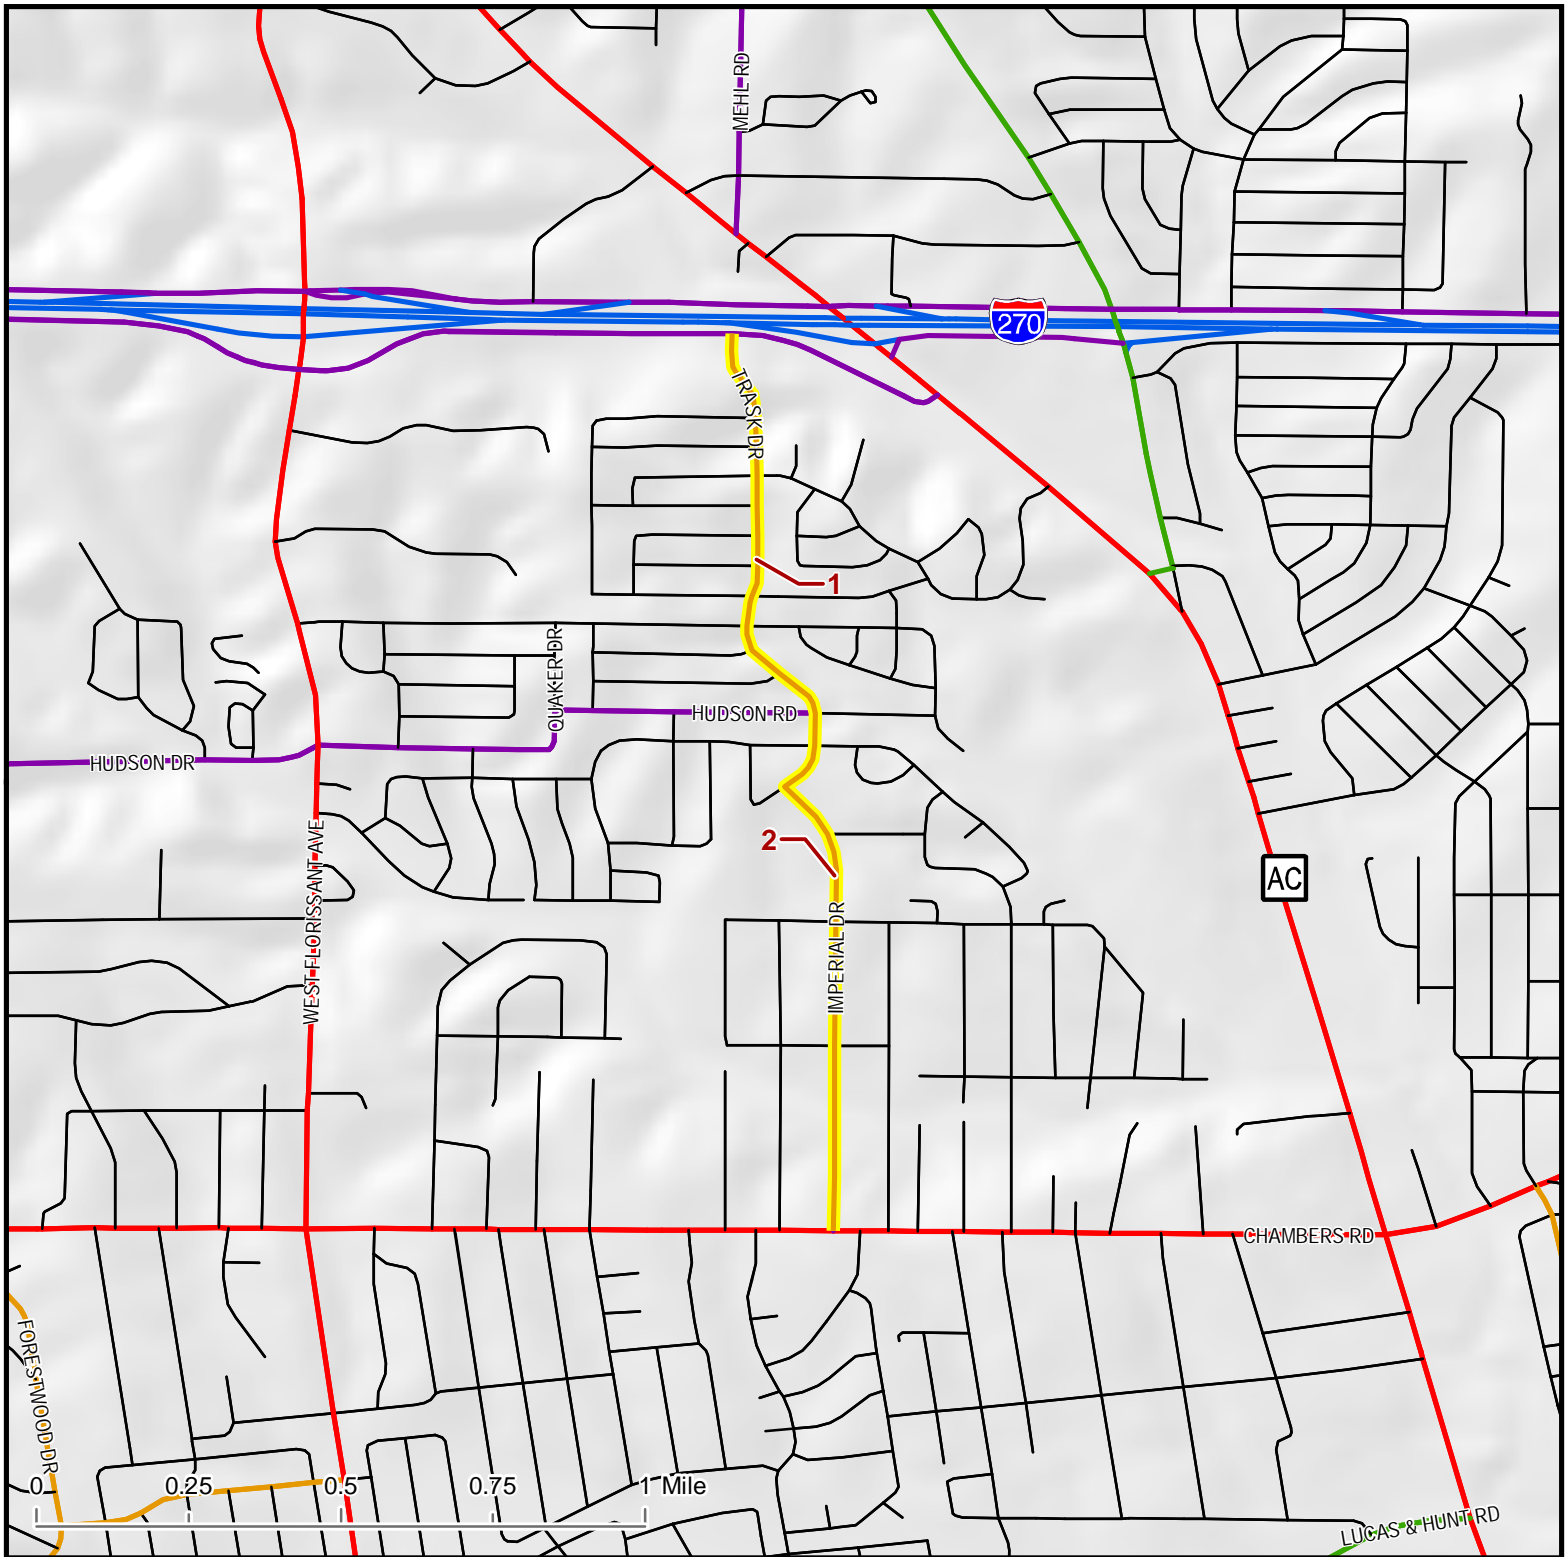 MEHL RD
270
TRASK DR
1
QUAKER DR
HUDSON RD
HUDSON DR
2
WEST FLORISSANT AVE
AC
IMPERIAL DR
CHAMBERS RD
FORESTWOOD DR
0 0.25 0.5 0.75 1 Mile
LUCAS & HUNT RD